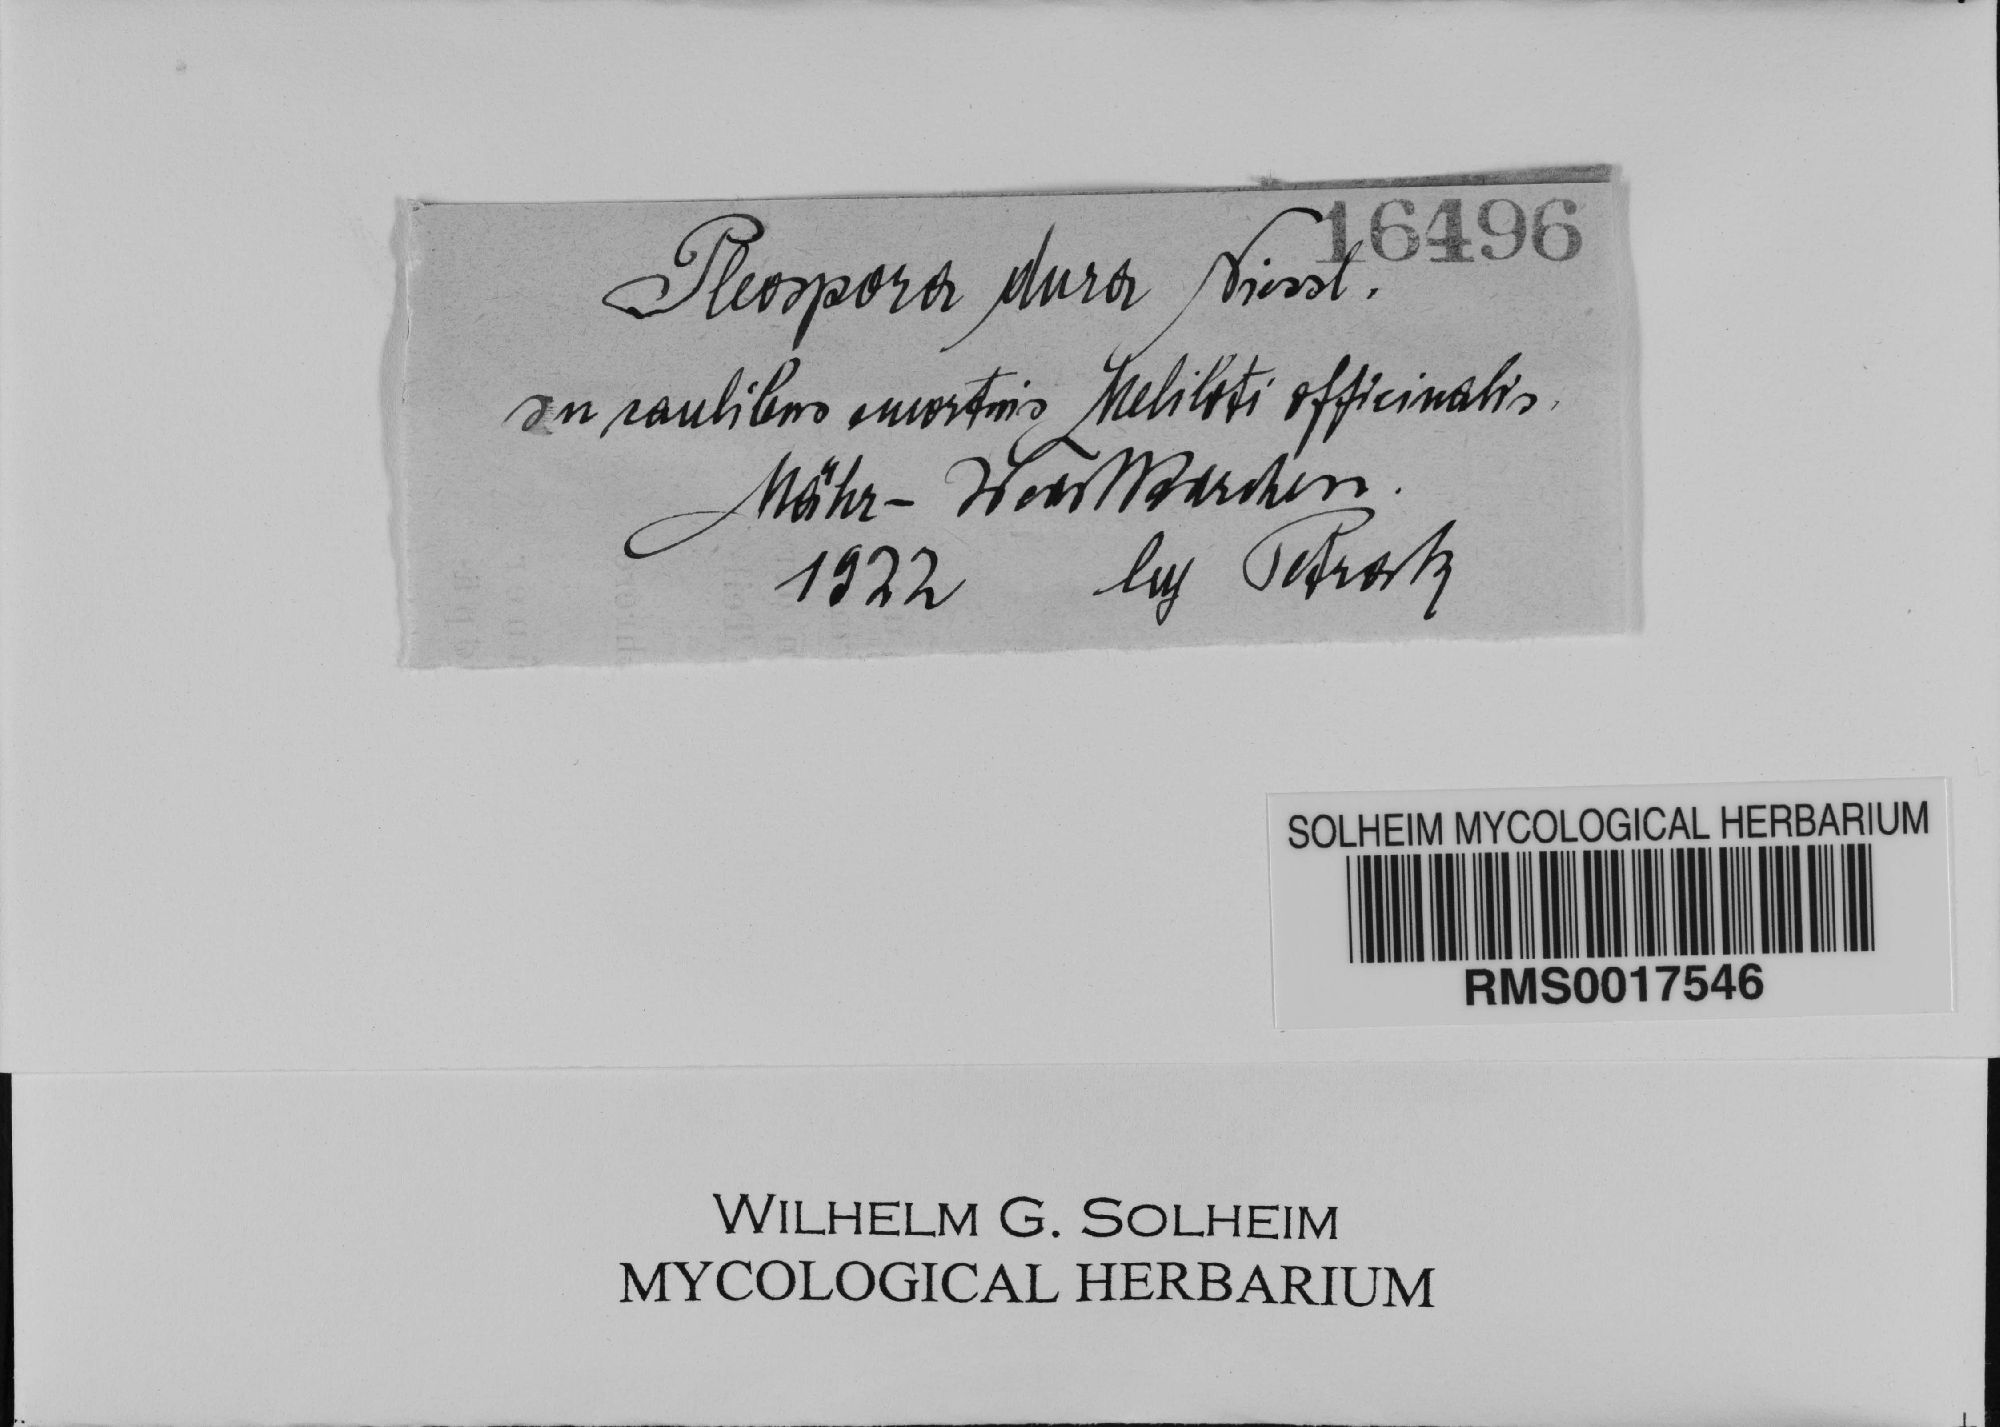 16496
Pleospora dura Niessl.
In caulibus emortuis Meliloti officinalis.
Mähr-Weisskirchen.
1922 leg Petrak
SOLHEIM MYCOLOGICAL HERBARIUM
RMS0017546
WILHELM G. SOLHEIM
MYCOLOGICAL HERBARIUM